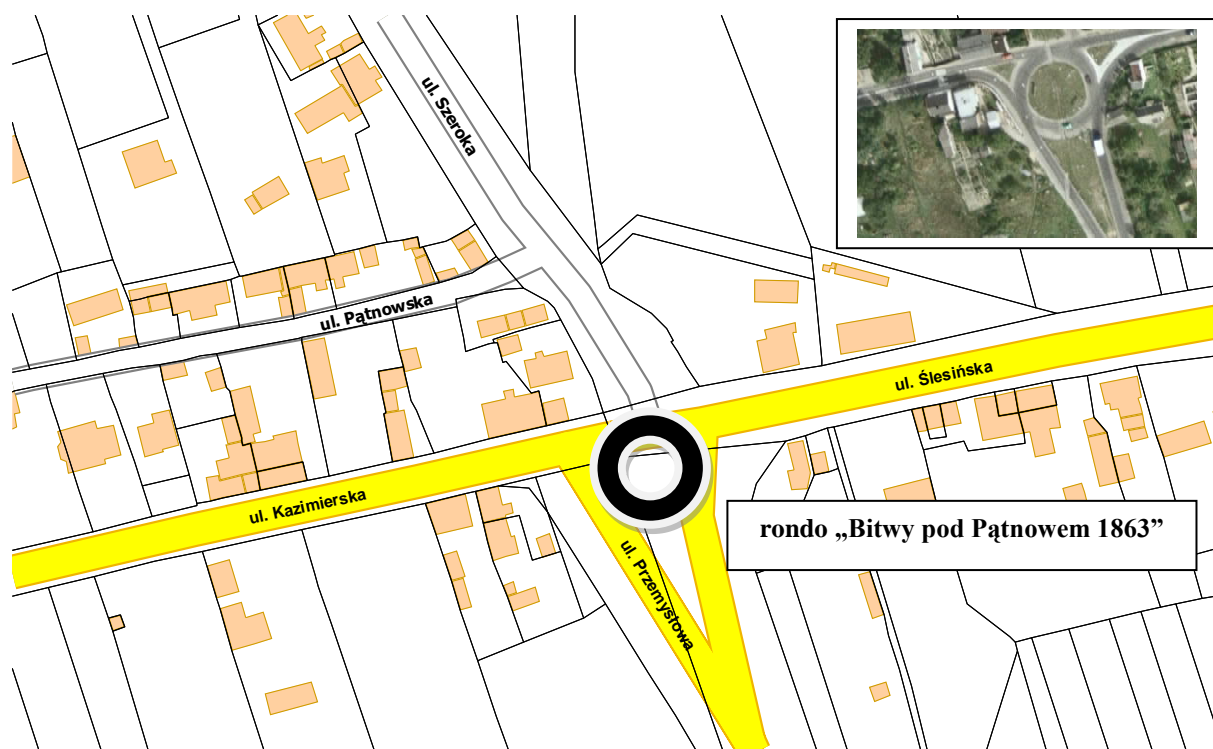 ul. Szeroka
ul. Pątnowska
ul. Ślesińska
ul. Kazimierska
rondo „Bitwy pod Pątnowem 1863”
ul. Przemysłowa